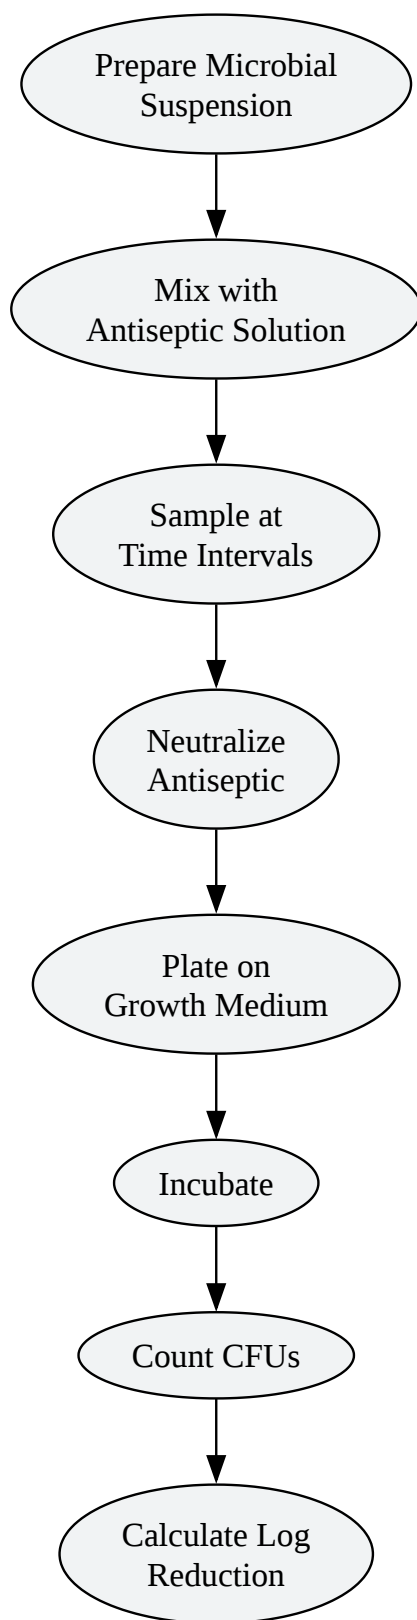 Prepare Microbial
Suspension
Mix with
Antiseptic Solution
Sample at
Time Intervals
Neutralize
Antiseptic
Plate on
Growth Medium
Incubate
Count CFUs
Calculate Log
Reduction